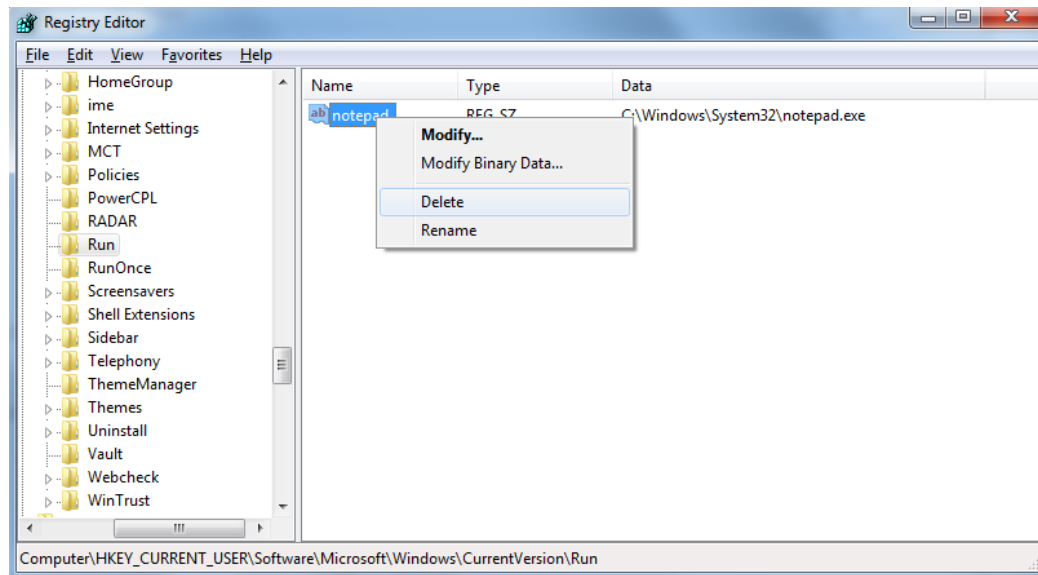 Registry Editor
File Edit View Favorites Help
HomeGroup
ime
Internet Settings
MCT
Policies
PowerCPL
RADAR
Run
RunOnce
Screensavers
Shell Extensions
Sidebar
Telephony
ThemeManager
Themes
Uninstall
Vault
Webcheck
WinTrust
Name Type Data
ab notepad REG_SZ C:\Windows\System32\notepad.exe
Modify...
Modify Binary Data...
Delete
Rename
Computer\HKEY_CURRENT_USER\Software\Microsoft\Windows\CurrentVersion\Run